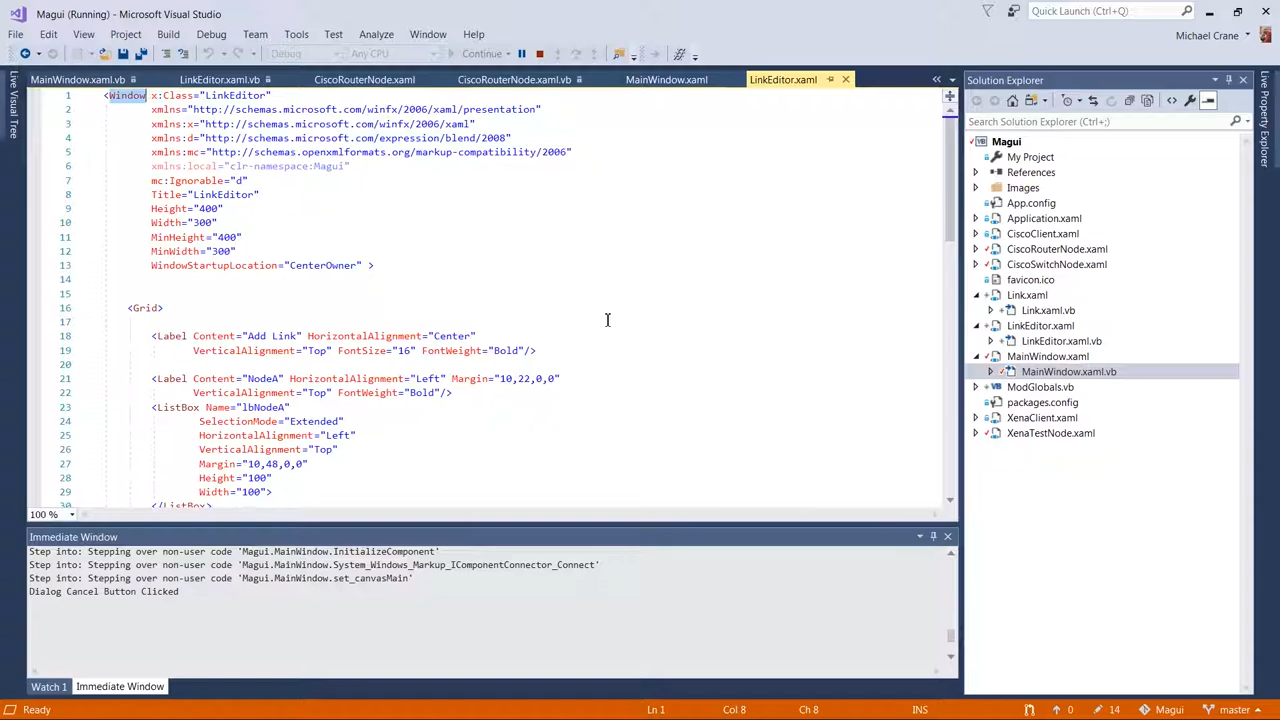 Magui (Running) - Microsoft Visual Studio
Quick Launch (Ctrl+Q)
File Edit View Project Build Debug Team Tools Test Analyze Window Help
Michael Crane
Debug Any CPU Continue
Live Visual Tree
MainWindow.xaml.vb LinkEditor.xaml.vb CiscoRouterNode.xaml CiscoRouterNode.xaml.vb MainWindow.xaml LinkEditor.xaml
1 <Window x:Class="LinkEditor"
2 xmlns="http://schemas.microsoft.com/winfx/2006/xaml/presentation"
3 xmlns:x="http://schemas.microsoft.com/winfx/2006/xaml"
4 xmlns:d="http://schemas.microsoft.com/expression/blend/2008"
5 xmlns:mc="http://schemas.openxmlformats.org/markup-compatibility/2006"
6 xmlns:local="clr-namespace:Magui"
7 mc:Ignorable="d"
8 Title="LinkEditor"
9 Height="400"
10 Width="300"
11 MinHeight="400"
12 MinWidth="300"
13 WindowStartupLocation="CenterOwner" >
14
15
16 <Grid>
17
18 <Label Content="Add Link" HorizontalAlignment="Center"
19 VerticalAlignment="Top" FontSize="16" FontWeight="Bold"/>
20
21 <Label Content="NodeA" HorizontalAlignment="Left" Margin="10,22,0,0"
22 VerticalAlignment="Top" FontWeight="Bold"/>
23 <ListBox Name="lbNodeA"
24 SelectionMode="Extended"
25 HorizontalAlignment="Left"
26 VerticalAlignment="Top"
27 Margin="10,48,0,0"
28 Height="100"
29 Width="100">
30 </ListBox>
100 %
Immediate Window
Step into: Stepping over non-user code 'Magui.MainWindow.InitializeComponent'
Step into: Stepping over non-user code 'Magui.MainWindow.System_Windows_Markup_IComponentConnector_Connect'
Step into: Stepping over non-user code 'Magui.MainWindow.set_canvasMain'
Dialog Cancel Button Clicked
Watch 1 Immediate Window
Solution Explorer
Search Solution Explorer (Ctrl+;)
Magui
My Project
References
Images
App.config
Application.xaml
CiscoClient.xaml
CiscoRouterNode.xaml
CiscoSwitchNode.xaml
favicon.ico
Link.xaml
Link.xaml.vb
LinkEditor.xaml
LinkEditor.xaml.vb
MainWindow.xaml
MainWindow.xaml.vb
ModGlobals.vb
packages.config
XenaClient.xaml
XenaTestNode.xaml
Live Property Explorer
Ready Ln 1 Col 8 Ch 8 INS 0 14 Magui master